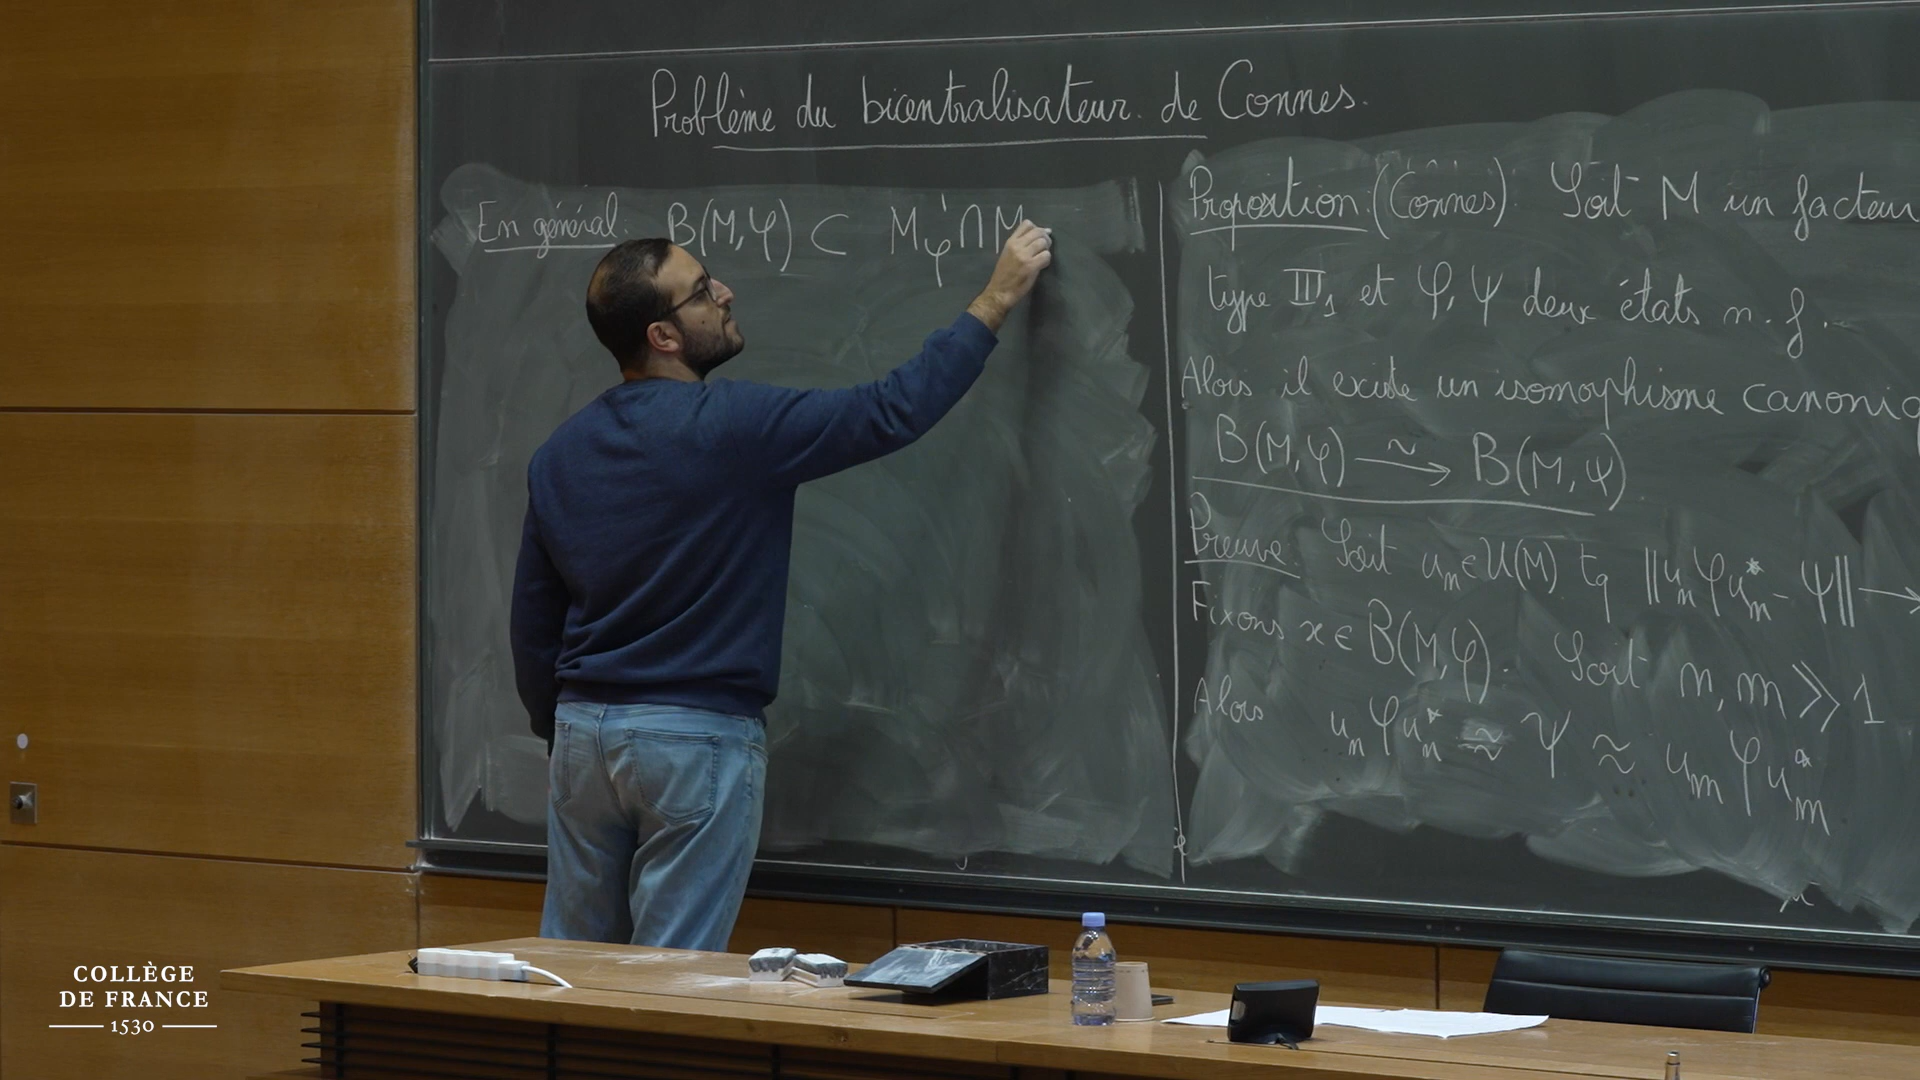 Problème du bicentralisateur de Connes.
En général: B(M,φ) ⊂ M'φ ∩ M
Proposition: (Connes). Soit M un facteur
type III₁ et φ, ψ deux états n.f.
Alors il existe un isomorphisme
B(M,φ) ⥲ B(M,ψ)
Preuve: Soit uₙ ∈ U(M) tq ‖uₙφuₙ* - ψ‖ →
Fixons x ∈ B(M,φ). Soit n, m ≫ 1
Alors uₙφuₙ* ≈ ψ ≈ uₘφuₘ*
COLLÈGE
DE FRANCE
1530